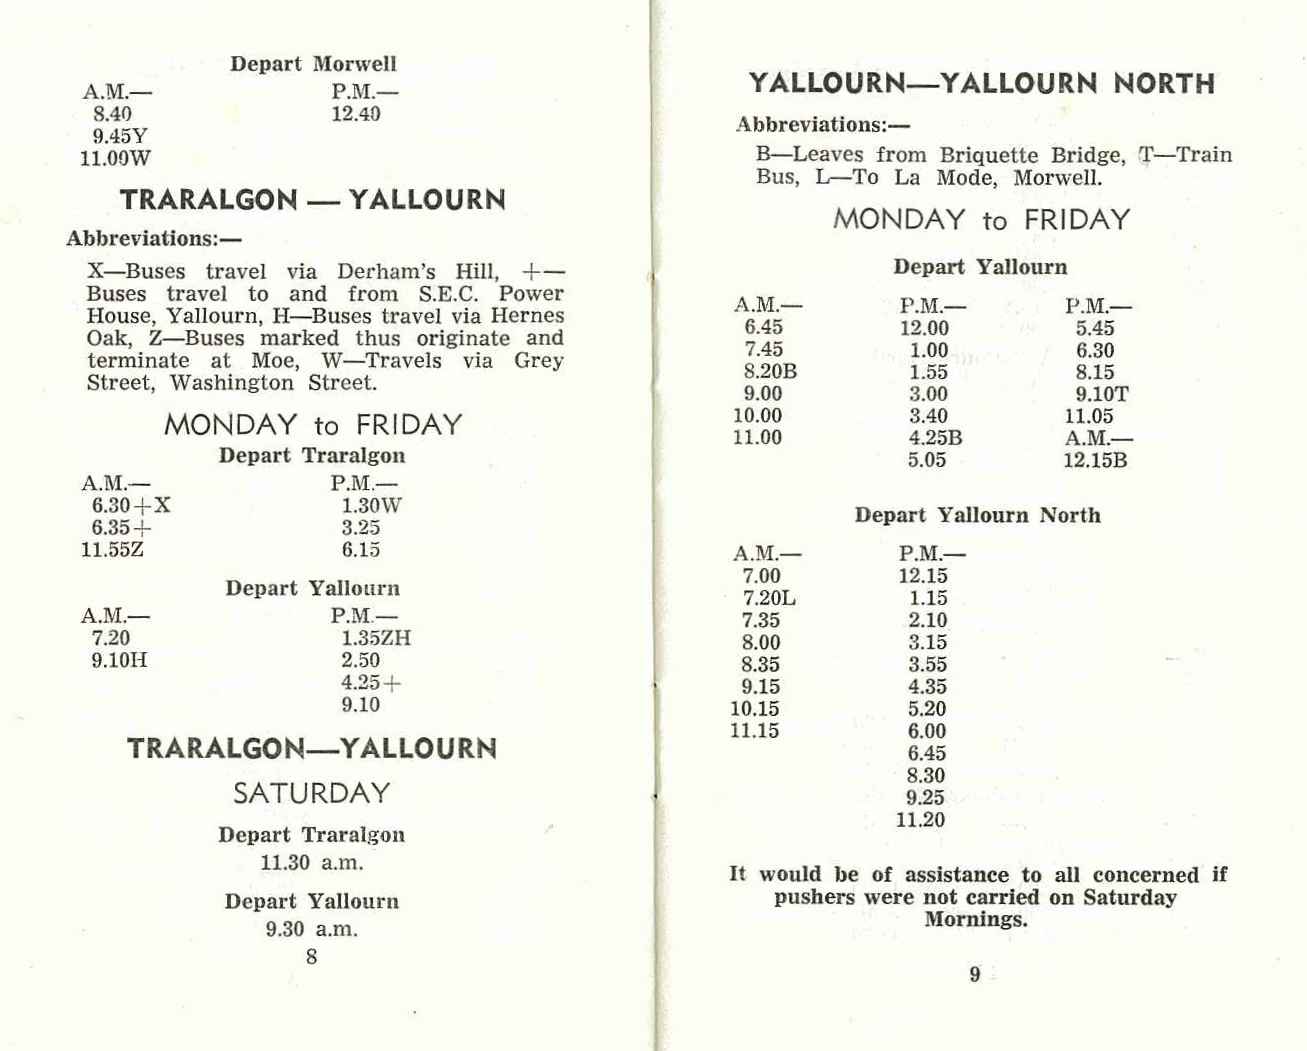 Depart Morwell
A.M.— P.M.—
8.40 12.40
9.45Y
11.00W
TRARALGON — YALLOURN
Abbreviations:—
X—Buses travel via Derham's Hill, +—
Buses travel to and from S.E.C. Power
House, Yallourn, H—Buses travel via Hernes
Oak, Z—Buses marked thus originate and
terminate at Moe, W—Travels via Grey
Street, Washington Street.
MONDAY to FRIDAY
Depart Traralgon
A.M.— P.M.—
6.30+X 1.30W
6.35+ 3.25
11.55Z 6.15
Depart Yallourn
A.M.— P.M.—
7.20 1.35ZH
9.10H 2.50
4.25+
9.10
TRARALGON—YALLOURN
SATURDAY
Depart Traralgon
11.30 a.m.
Depart Yallourn
9.30 a.m.
8
YALLOURN—YALLOURN NORTH
Abbreviations:—
B—Leaves from Briquette Bridge, T—Train
Bus, L—To La Mode, Morwell.
MONDAY to FRIDAY
Depart Yallourn
A.M.— P.M.— P.M.—
6.45 12.00 5.45
7.45 1.00 6.30
8.20B 1.55 8.15
9.00 3.00 9.10T
10.00 3.40 11.05
11.00 4.25B A.M.—
5.05 12.15B
Depart Yallourn North
A.M.— P.M.—
7.00 12.15
7.20L 1.15
7.35 2.10
8.00 3.15
8.35 3.55
9.15 4.35
10.15 5.20
11.15 6.00
6.45
8.30
9.25
11.20
It would be of assistance to all concerned if
pushers were not carried on Saturday
Mornings.
9